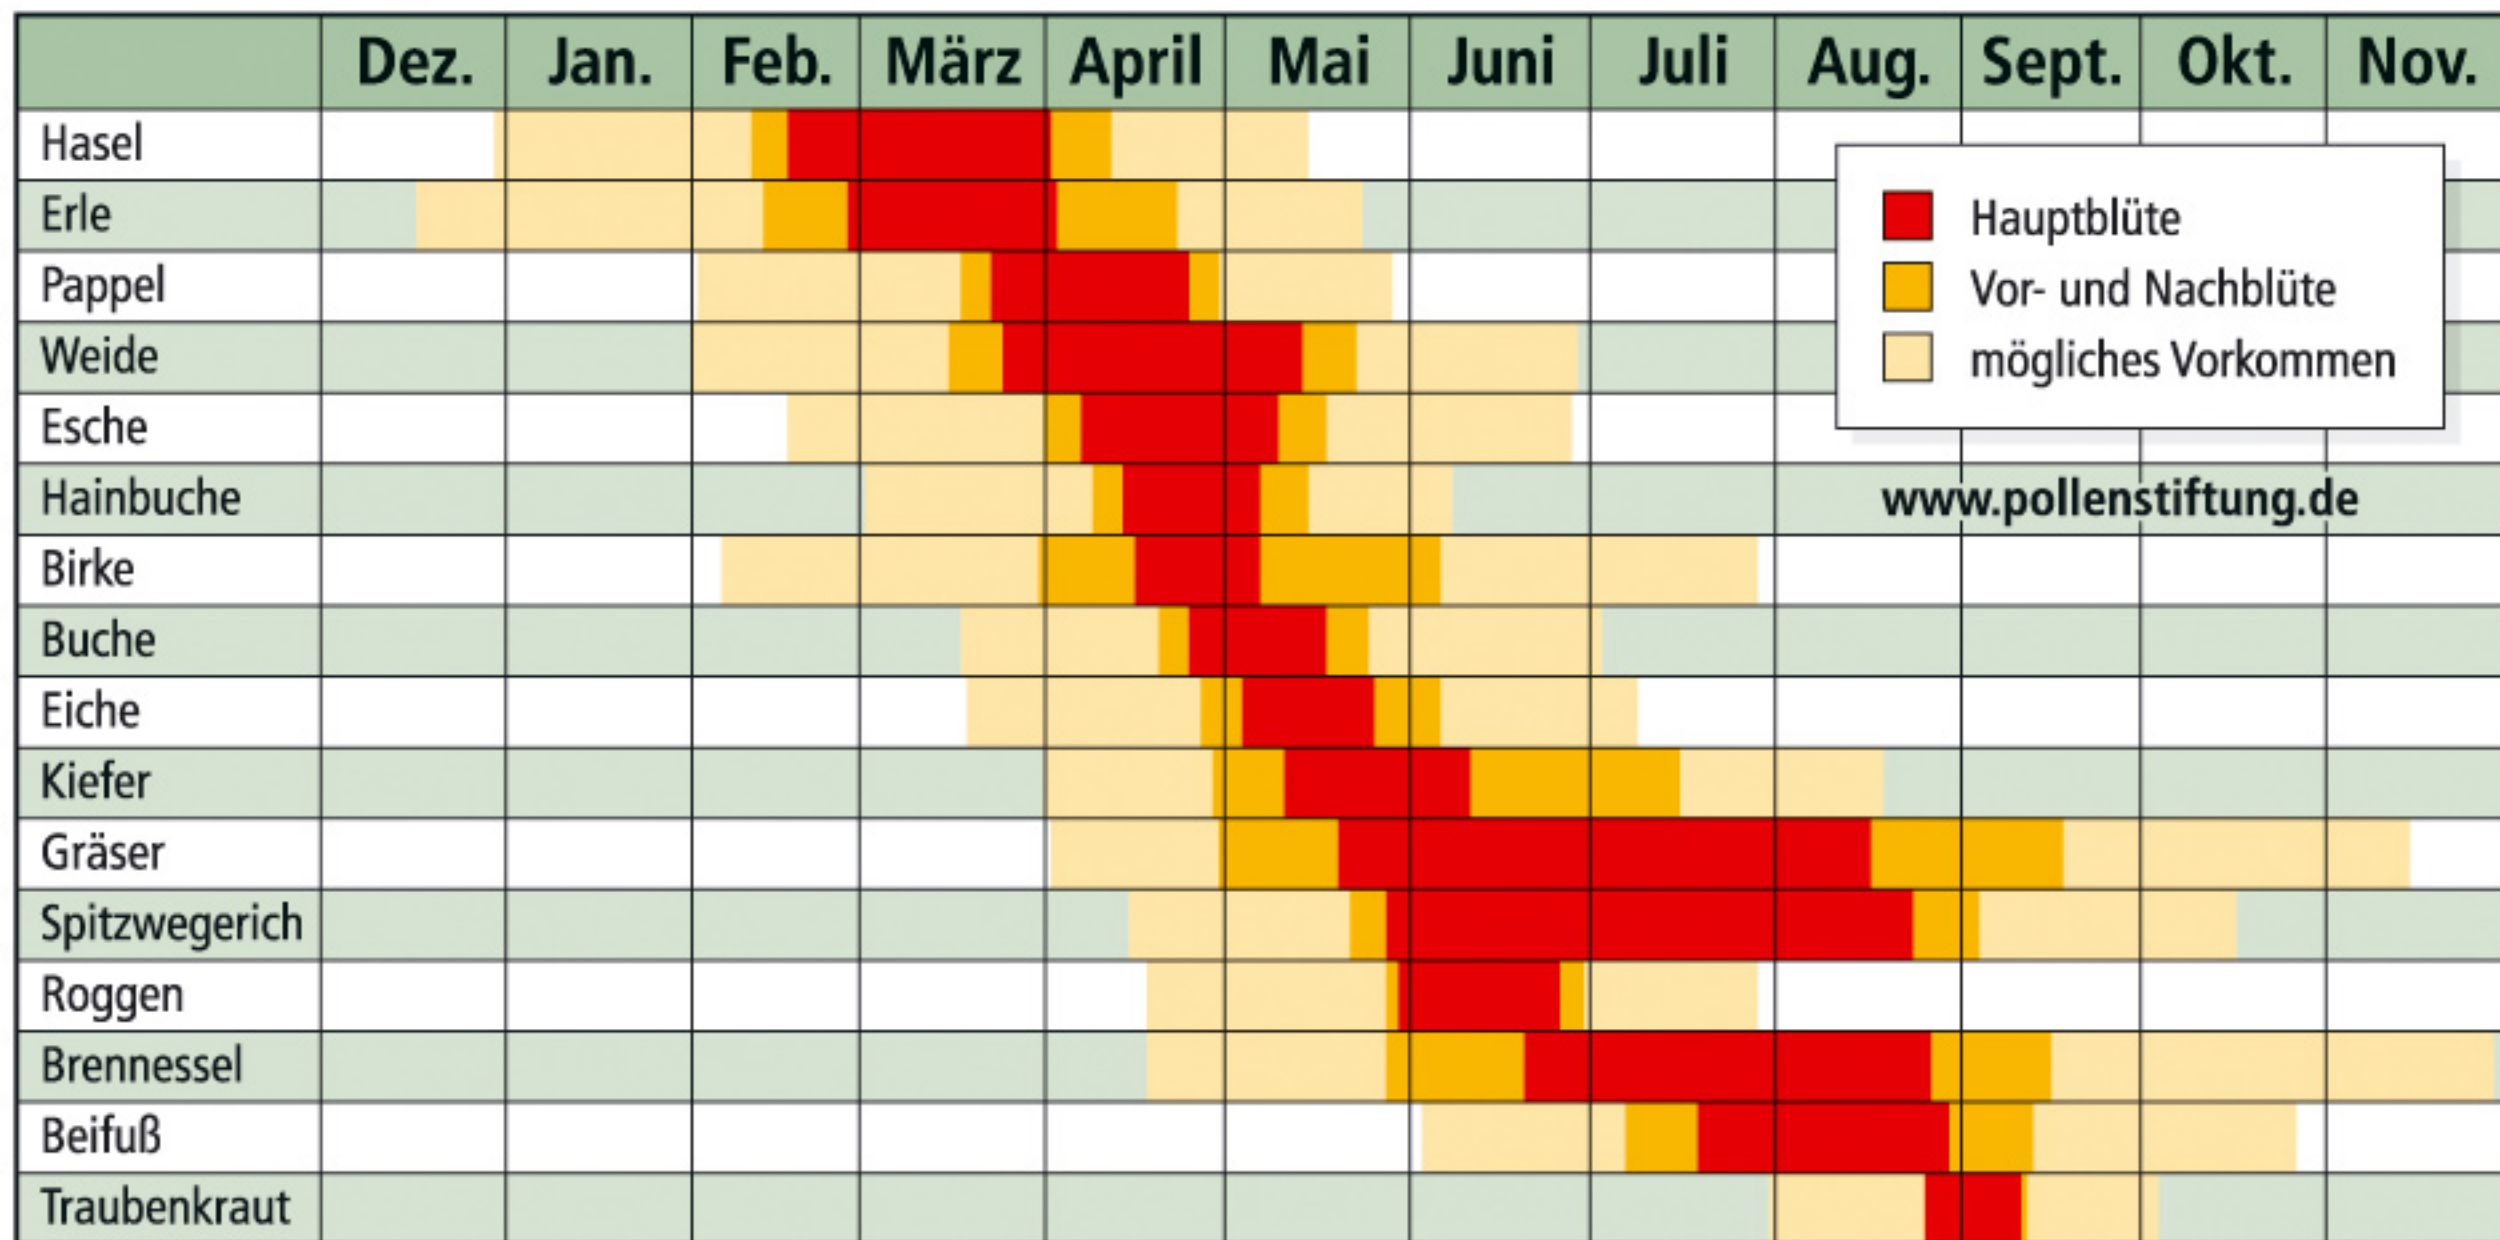 Dez. Jan. Feb. März April Mai Juni Juli Aug. Sept. Okt. Nov.
Hasel
Erle
Hauptblüte
Pappel
Vor- und Nachblüte
Weide
mögliches Vorkommen
Esche
Hainbuche
www.pollenstiftung.de
Birke
Buche
Eiche
Kiefer
Gräser
Spitzwegerich
Roggen
Brennessel
Beifuß
Traubenkraut